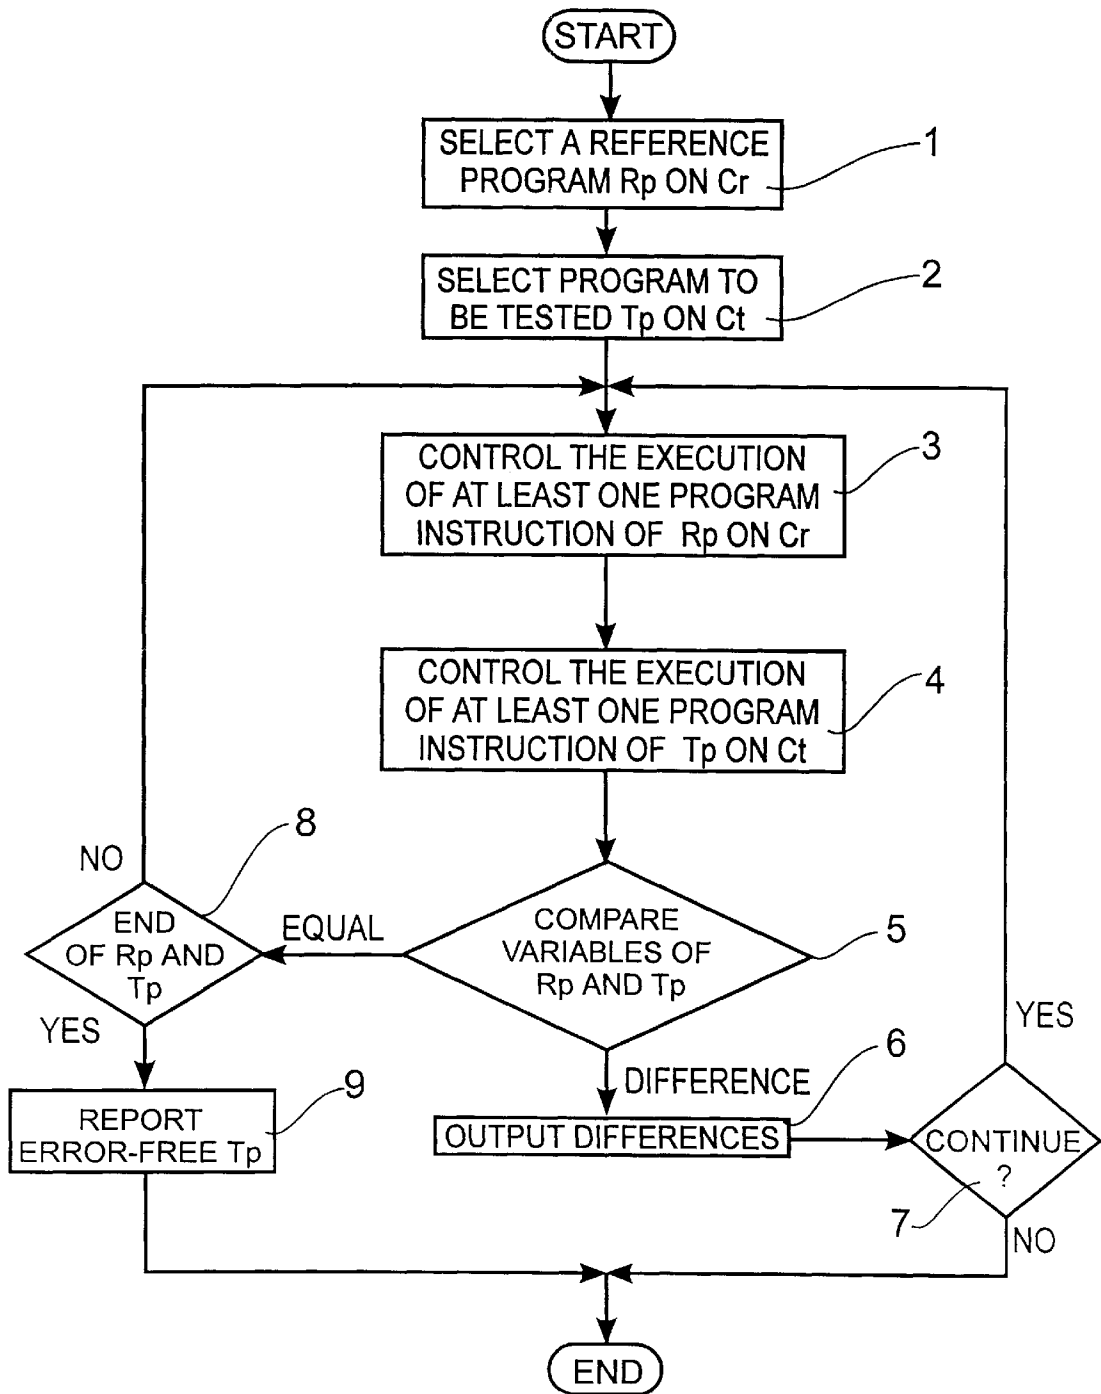 START
SELECT A REFERENCE
PROGRAM Rp ON Cr
1
SELECT PROGRAM TO
BE TESTED Tp ON Ct
2
CONTROL THE EXECUTION
OF AT LEAST ONE PROGRAM
INSTRUCTION OF Rp ON Cr
3
CONTROL THE EXECUTION
OF AT LEAST ONE PROGRAM
INSTRUCTION OF Tp ON Ct
4
COMPARE
VARIABLES OF
Rp AND Tp
5
EQUAL
8
NO
END
OF Rp AND
Tp
YES
REPORT
ERROR-FREE Tp
9
DIFFERENCE
OUTPUT DIFFERENCES
6
YES
CONTINUE
?
7
NO
END